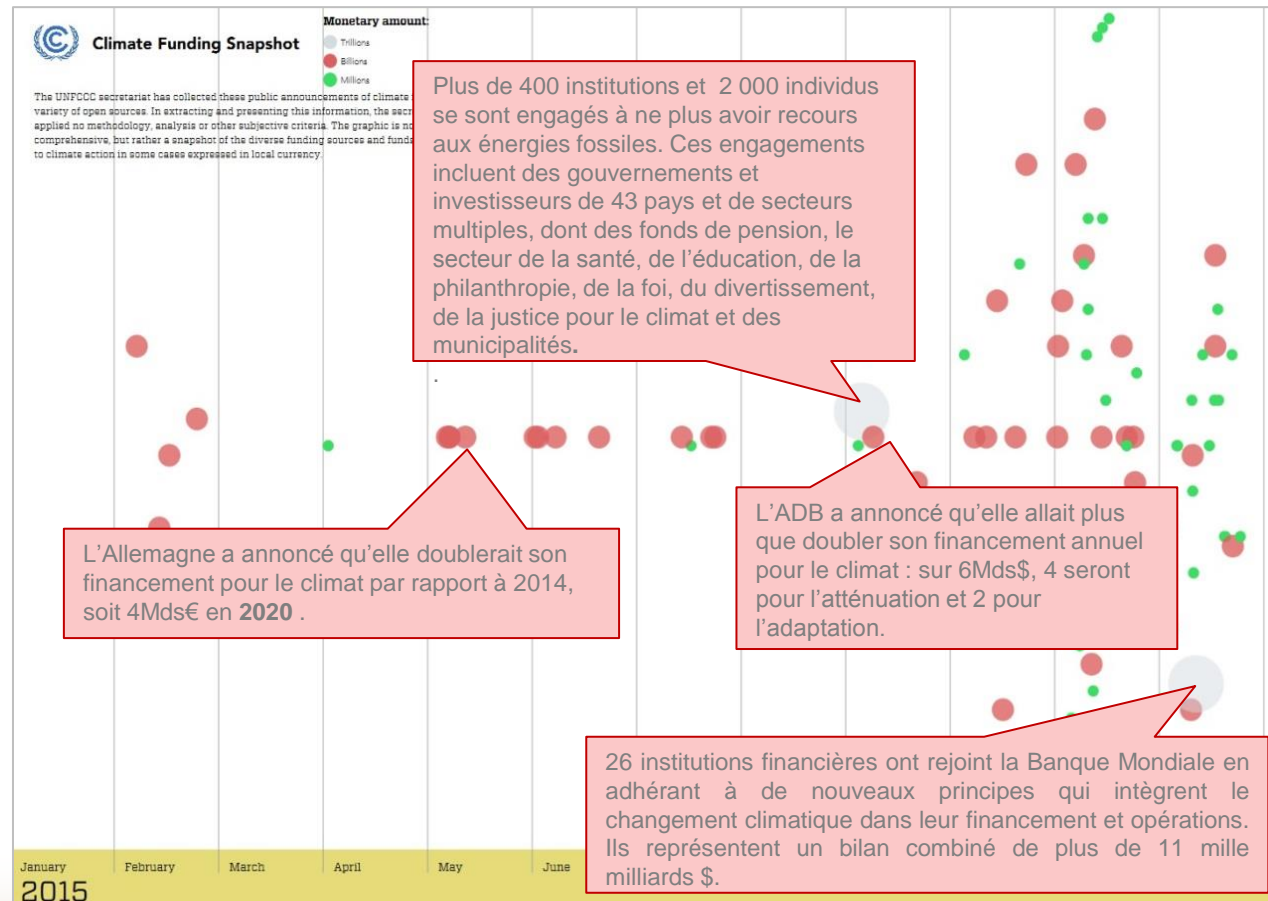 Climate Funding Snapshot
Monetary amount:
Trillions
Billions
Millions
The UNFCCC secretariat has collected these public announcements of climate
variety of open sources. In extracting and presenting this information, the secr
applied no methodology, analysis or other subjective criteria. The graphic is no
comprehensive, but rather a snapshot of the diverse funding sources and funds
to climate action in some cases expressed in local currency.
Plus de 400 institutions et 2 000 individus
se sont engagés à ne plus avoir recours
aux énergies fossiles. Ces engagements
incluent des gouvernements et
investisseurs de 43 pays et de secteurs
multiples, dont des fonds de pension, le
secteur de la santé, de l'éducation, de la
philanthropie, de la foi, du divertissement,
de la justice pour le climat et des
municipalités.
.
L'Allemagne a annoncé qu'elle doublerait son
financement pour le climat par rapport à 2014,
soit 4Mds€ en 2020 .
L'ADB a annoncé qu'elle allait plus
que doubler son financement annuel
pour le climat : sur 6Mds$, 4 seront
pour l'atténuation et 2 pour
l'adaptation.
26 institutions financières ont rejoint la Banque Mondiale en
adhérant à de nouveaux principes qui intègrent le
changement climatique dans leur financement et opérations.
Ils représentent un bilan combiné de plus de 11 mille
milliards $.
January
February
March
April
May
June
2015